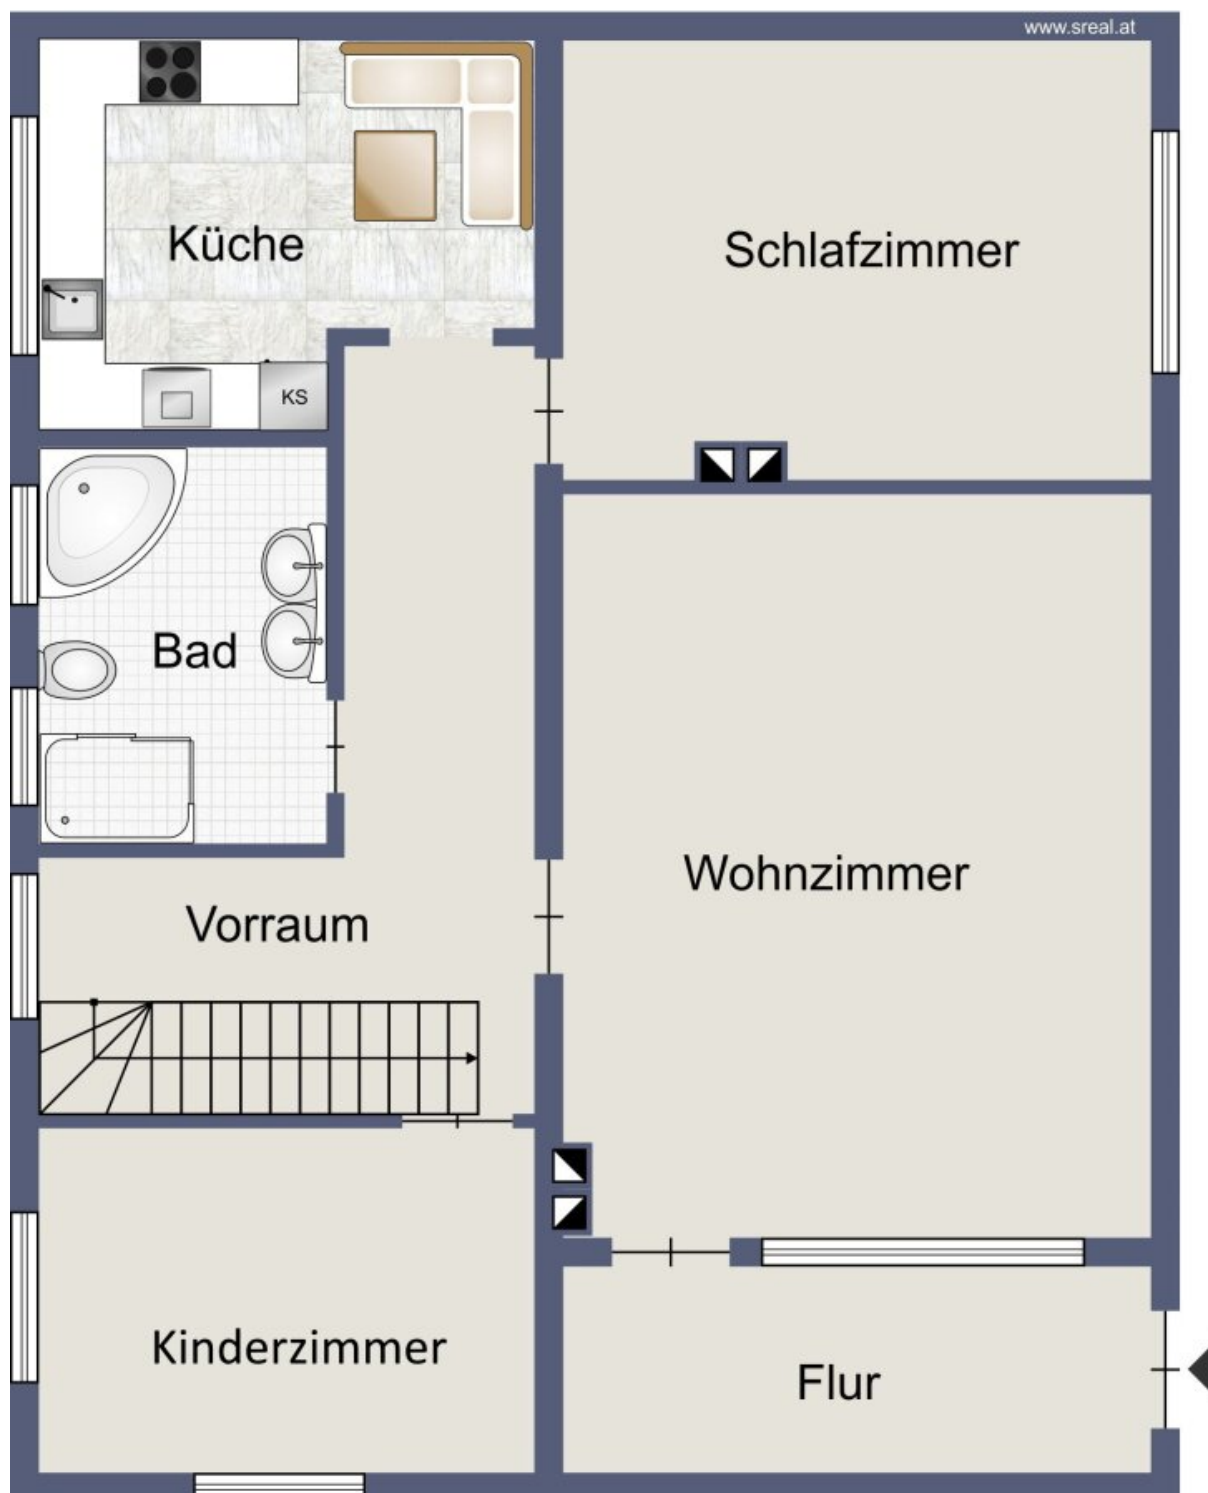 www.sreal.at
Küche
Schlafzimmer
KS
Bad
Wohnzimmer
Vorraum
Kinderzimmer
Flur